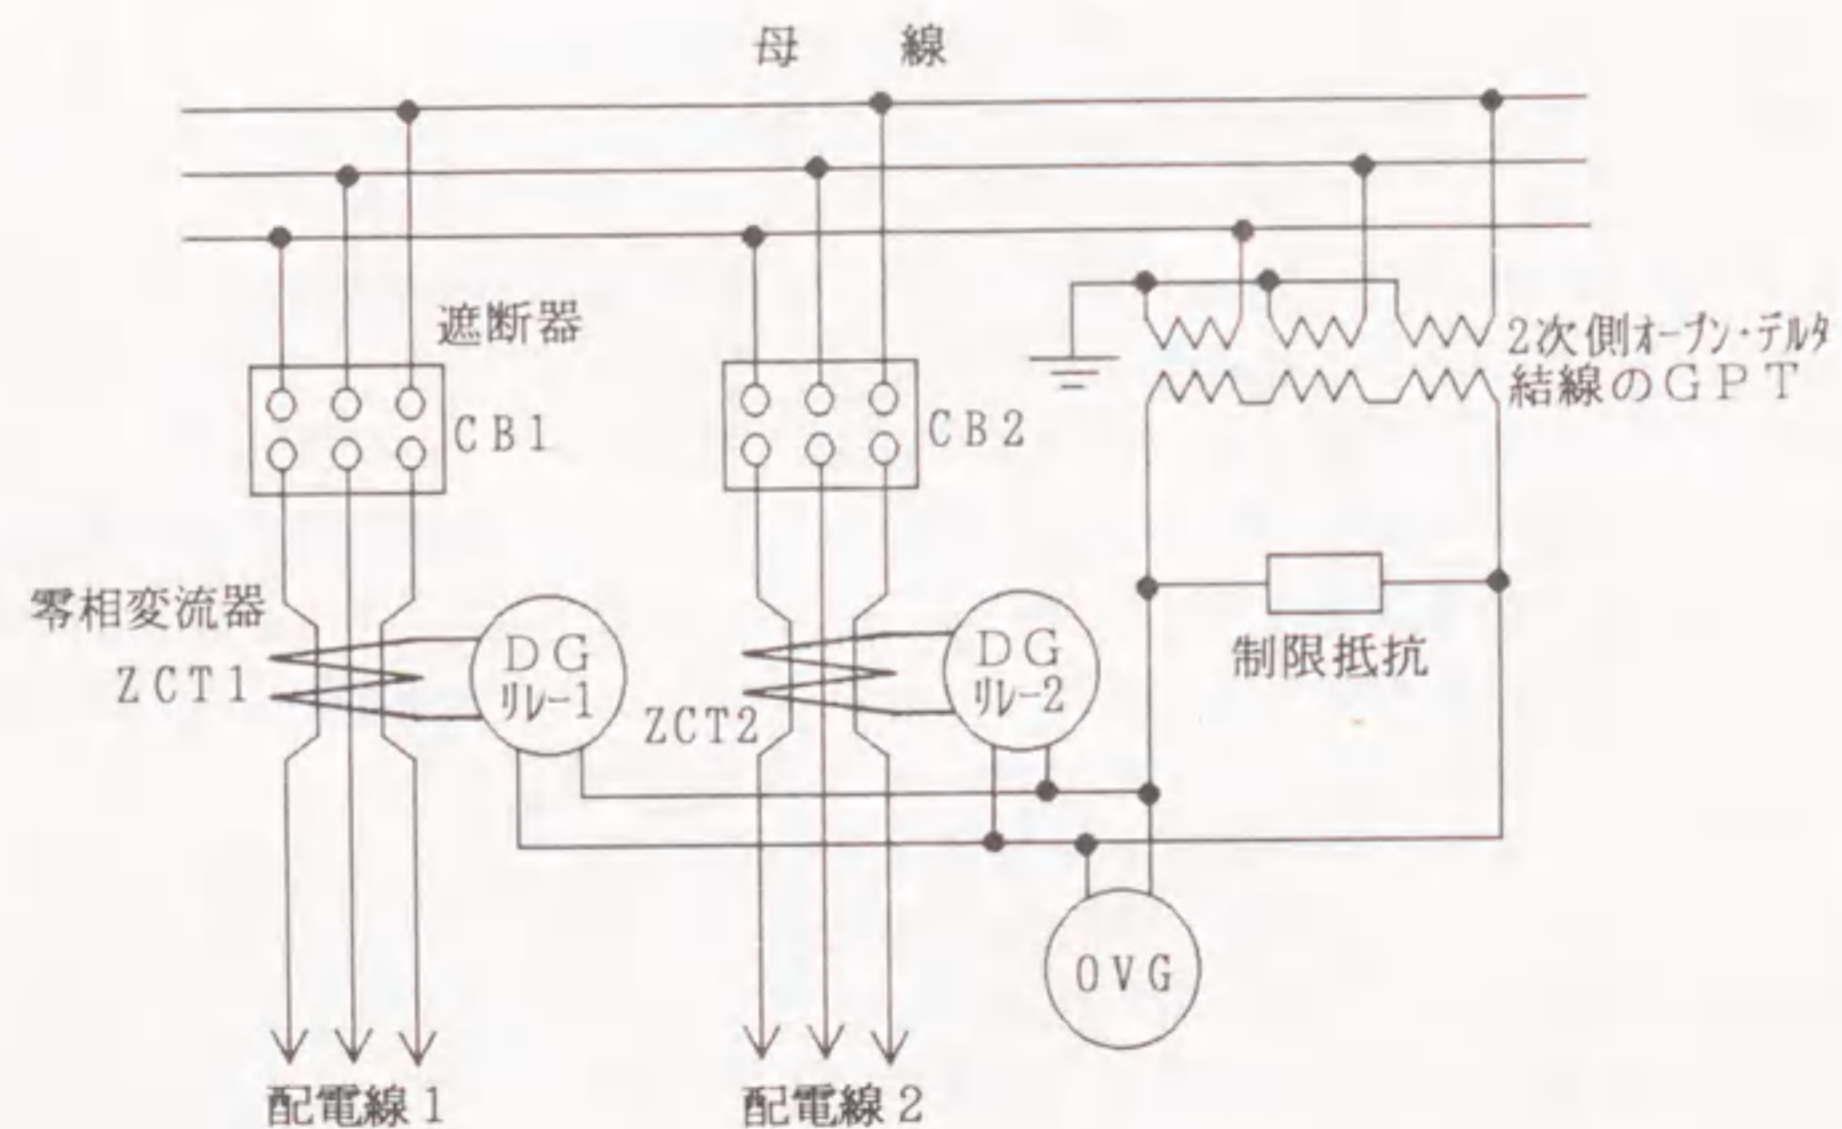 母 線
遮断器
CB1
CB2
2次側オープン・デルタ
結線のGPT
零相変流器
ZCT1
DG
リレー1
ZCT2
DG
リレー2
制限抵抗
OVG
配電線1
配電線2